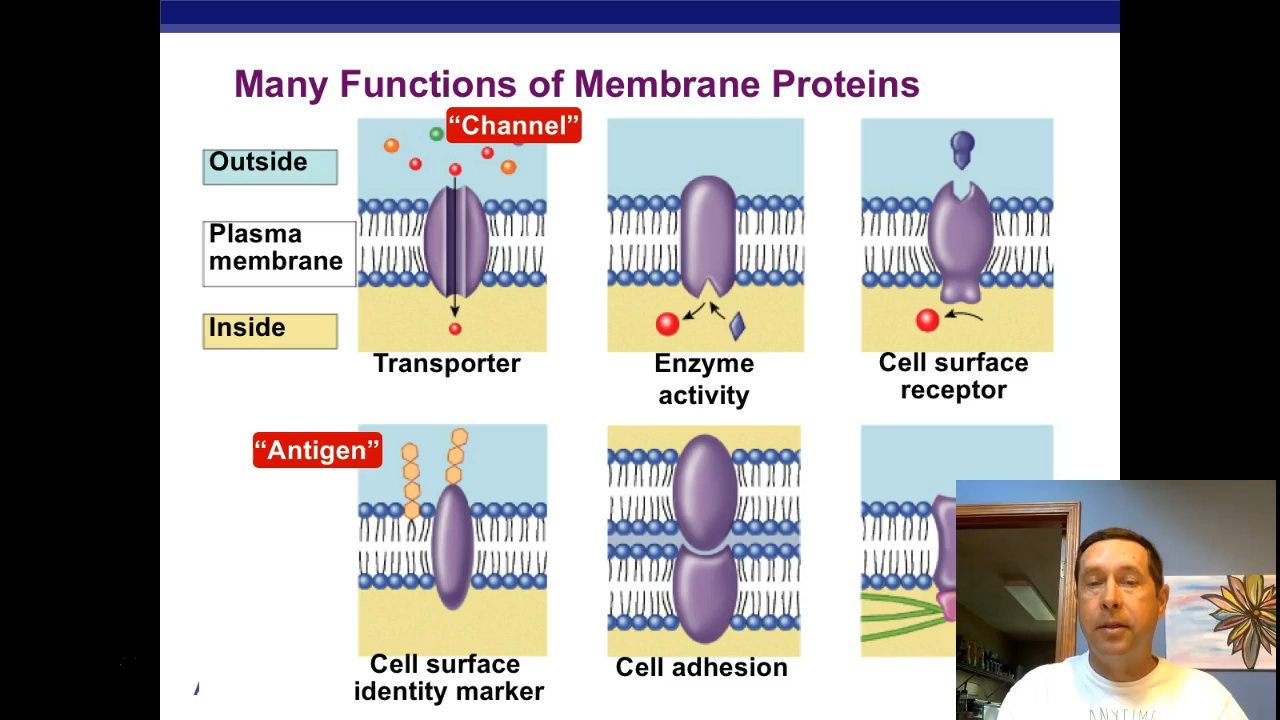 Many Functions of Membrane Proteins
“Channel”
Outside
Plasma
membrane
Inside
Transporter
Enzyme
activity
Cell surface
receptor
“Antigen”
Cell surface
identity marker
Cell adhesion
ANYTIME